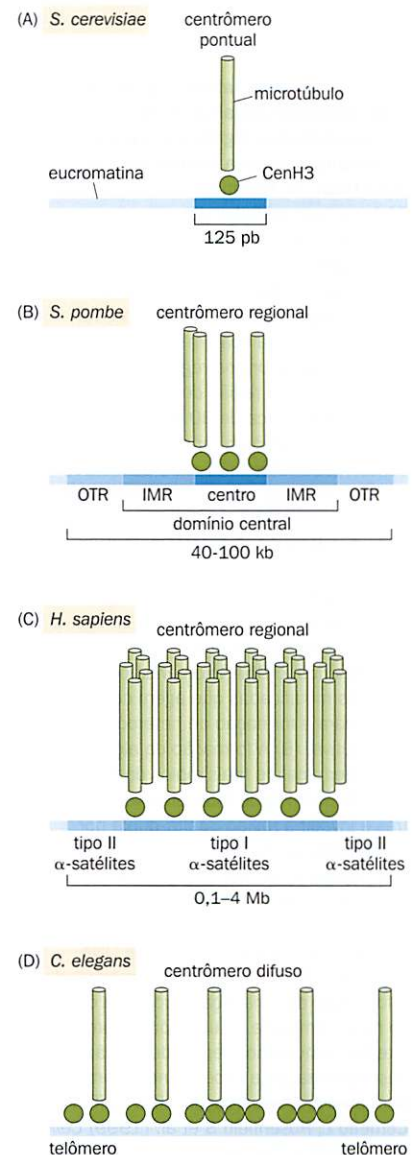 (A) S. cerevisiae
centrômero
pontual
microtúbulo
CenH3
eucromatina
125 pb
(B) S. pombe
centrômero regional
OTR IMR centro IMR OTR
domínio central
40-100 kb
(C) H. sapiens
centrômero regional
tipo II tipo I tipo II
α-satélites α-satélites α-satélites
0,1–4 Mb
(D) C. elegans
centrômero difuso
telômero telômero